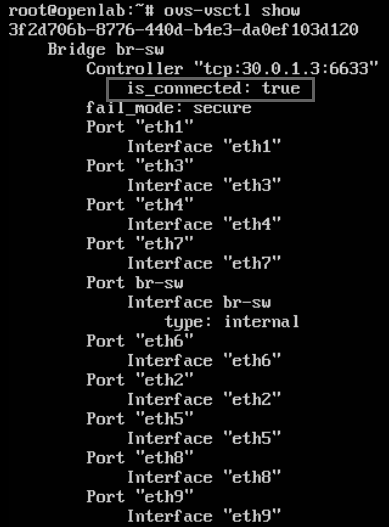 root@openlab:~# ovs-vsctl show
3f2d706b-8776-440d-b4e3-da0ef103d120
Bridge br-sw
Controller "tcp:30.0.1.3:6633"
is_connected: true
fail_mode: secure
Port "eth1"
Interface "eth1"
Port "eth3"
Interface "eth3"
Port "eth4"
Interface "eth4"
Port "eth7"
Interface "eth7"
Port br-sw
Interface br-sw
type: internal
Port "eth6"
Interface "eth6"
Port "eth2"
Interface "eth2"
Port "eth5"
Interface "eth5"
Port "eth8"
Interface "eth8"
Port "eth9"
Interface "eth9"